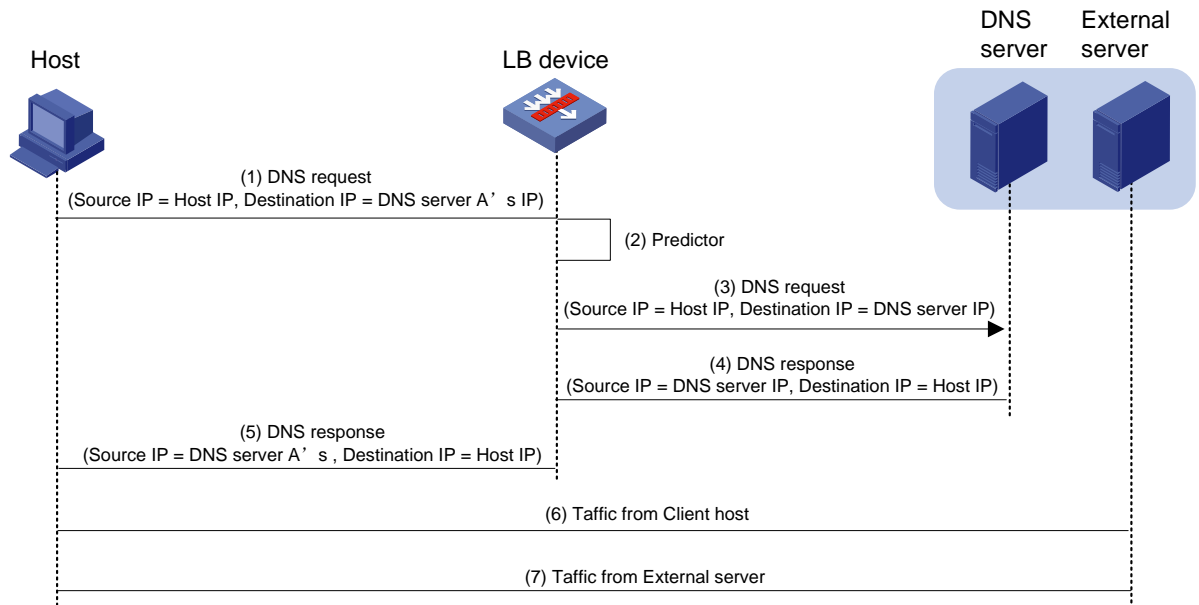 DNS server
External server
Host
LB device
(1) DNS request
(Source IP = Host IP, Destination IP = DNS server A’ s IP)
(2) Predictor
(3) DNS request
(Source IP = Host IP, Destination IP = DNS server IP)
(4) DNS response
(Source IP = DNS server IP, Destination IP = Host IP)
(5) DNS response
(Source IP = DNS server A’ s , Destination IP = Host IP)
(6) Taffic from Client host
(7) Taffic from External server